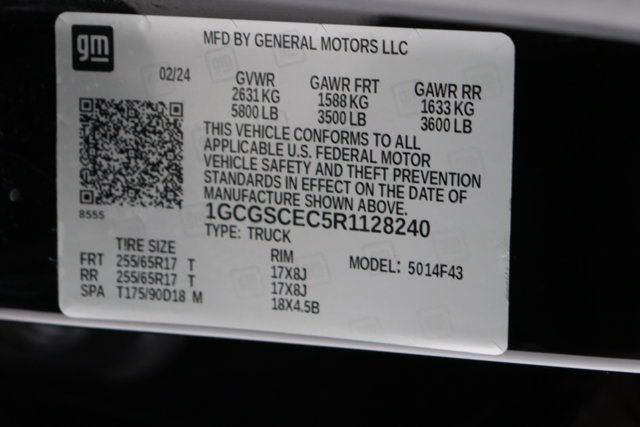 gm
MFD BY GENERAL MOTORS LLC
02/24
GVWR GAWR FRT GAWR RR
2631 KG 1588 KG 1633 KG
5800 LB 3500 LB 3600 LB
THIS VEHICLE CONFORMS TO ALL
APPLICABLE U.S. FEDERAL MOTOR
VEHICLE SAFETY AND THEFT PREVENTION
STANDARDS IN EFFECT ON THE DATE OF
MANUFACTURE SHOWN ABOVE.
8555
1GCGSCEC5R1128240
TYPE: TRUCK
TIRE SIZE RIM
FRT 255/65R17 T 17X8J
RR 255/65R17 T 17X8J
SPA T175/90D18 M 18X4.5B
MODEL: 5014F43